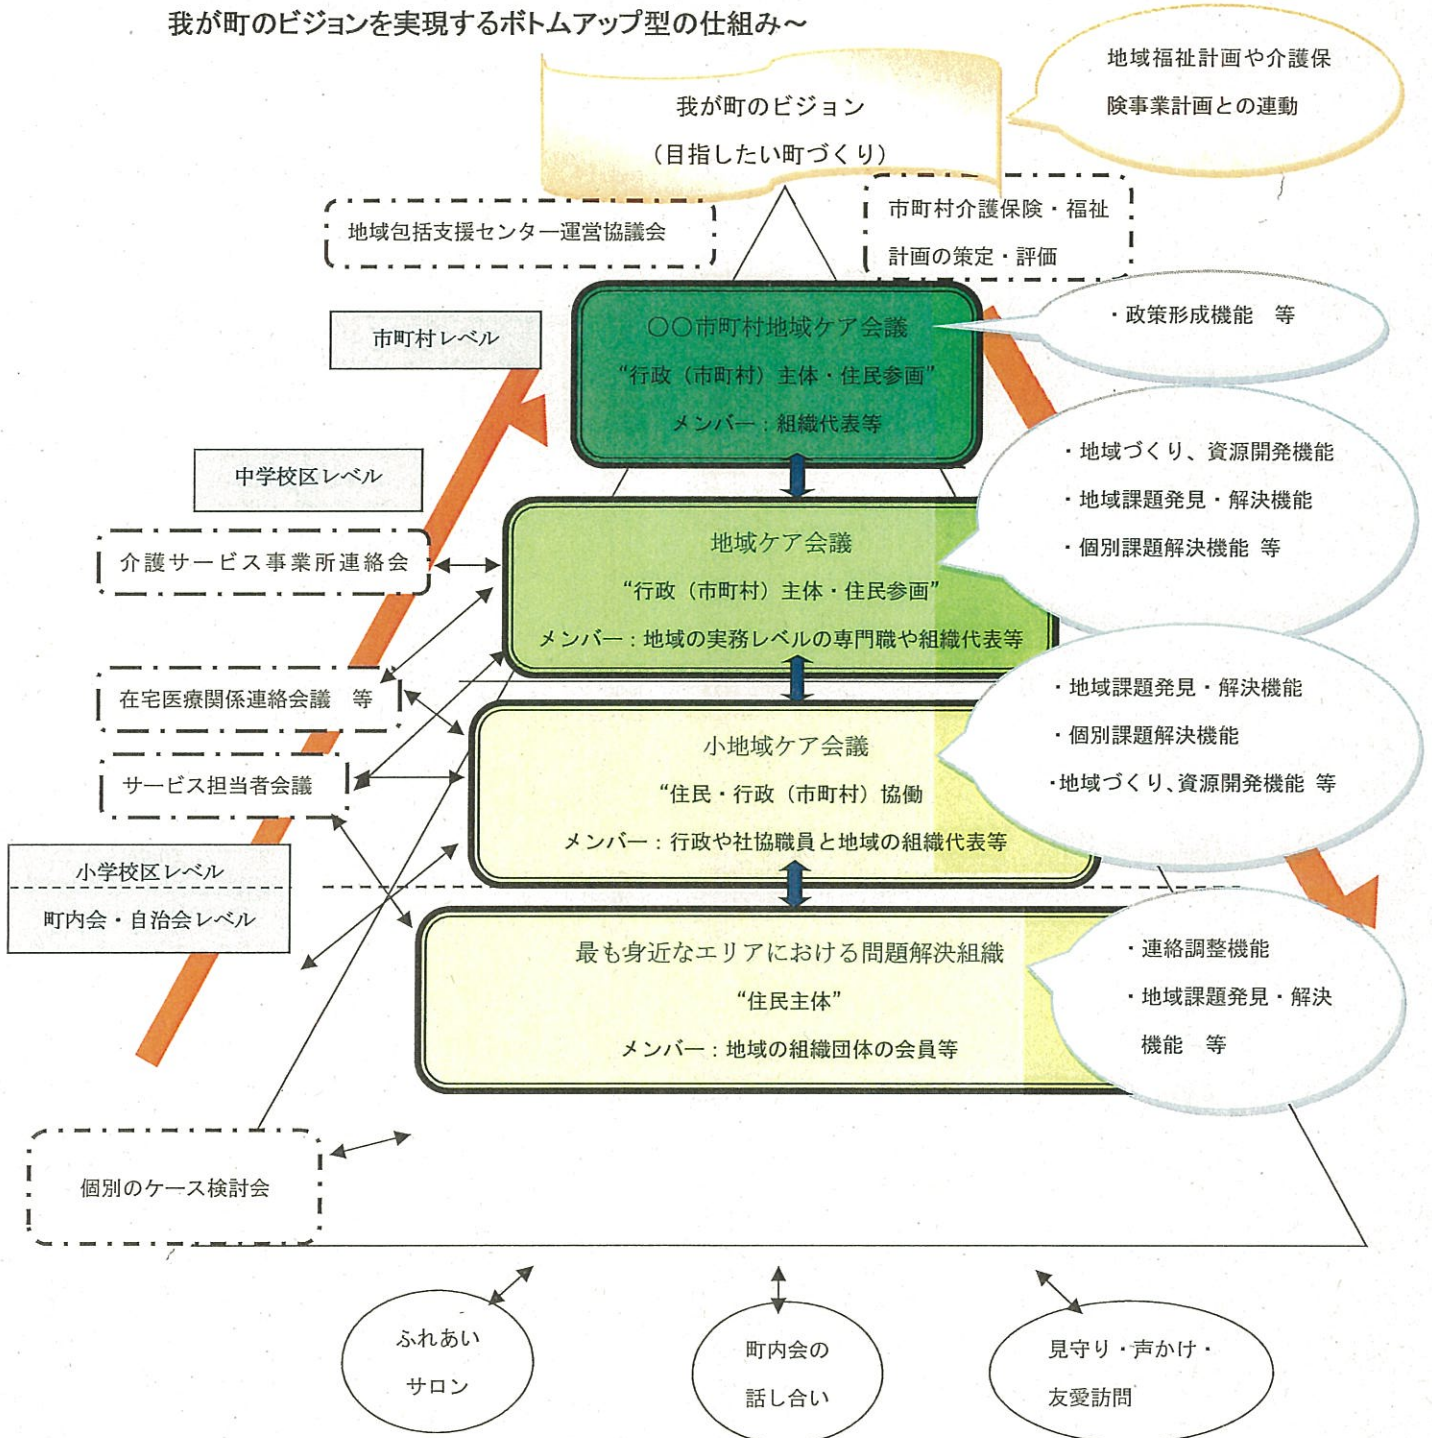 我が町のビジョンを実現するボトムアップ型の仕組み～
我が町のビジョン
（目指したい町づくり）
地域福祉計画や介護保
険事業計画との連動
地域包括支援センター運営協議会
市町村介護保険・福祉
計画の策定・評価
市町村レベル
〇〇市町村地域ケア会議
“行政（市町村）主体・住民参画”
メンバー：組織代表等
・政策形成機能　等
中学校区レベル
介護サービス事業所連絡会
地域ケア会議
“行政（市町村）主体・住民参画”
メンバー：地域の実務レベルの専門職や組織代表等
・地域づくり、資源開発機能
・地域課題発見・解決機能
・個別課題解決機能 等
在宅医療関係連絡会議　等
サービス担当者会議
小地域ケア会議
“住民・行政（市町村）協働
メンバー：行政や社協職員と地域の組織代表等
・地域課題発見・解決機能
・個別課題解決機能
・地域づくり、資源開発機能 等
小学校区レベル
町内会・自治会レベル
最も身近なエリアにおける問題解決組織
“住民主体”
メンバー：地域の組織団体の会員等
・連絡調整機能
・地域課題発見・解決
機能　等
個別のケース検討会
ふれあい
サロン
町内会の
話し合い
見守り・声かけ・
友愛訪問